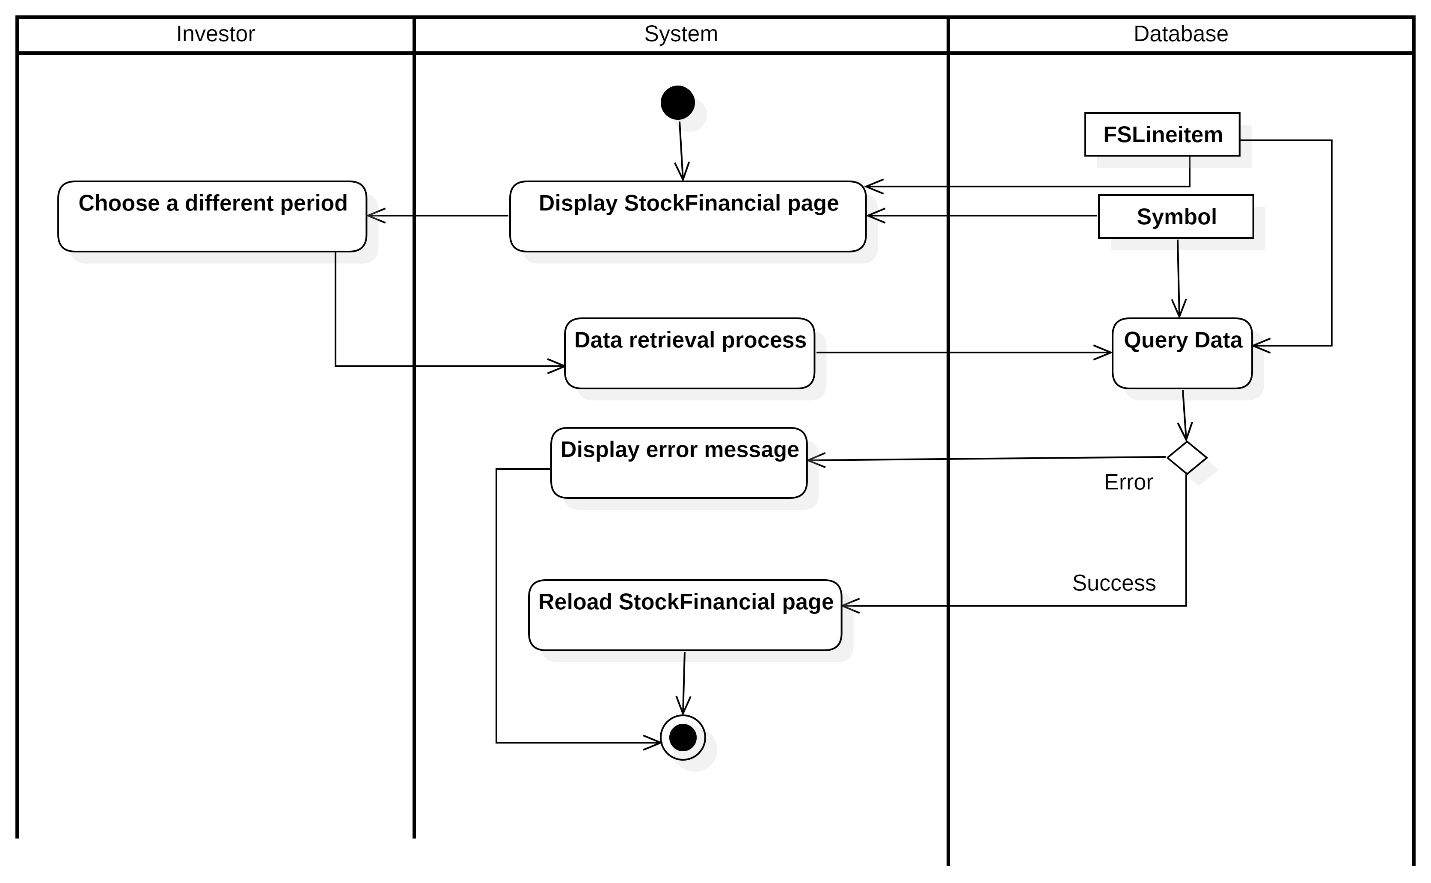 Investor
System
Database
FSLineitem
Choose a different period
Display StockFinancial page
Symbol
Data retrieval process
Query Data
Display error message
Error
Success
Reload StockFinancial page